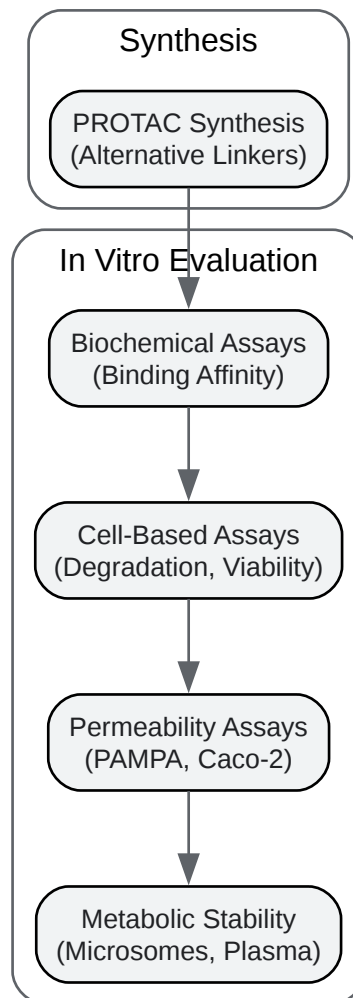 Synthesis
PROTAC Synthesis
(Alternative Linkers)
In Vitro Evaluation
Biochemical Assays
(Binding Affinity)
Cell-Based Assays
(Degradation, Viability)
Permeability Assays
(PAMPA, Caco-2)
Metabolic Stability
(Microsomes, Plasma)